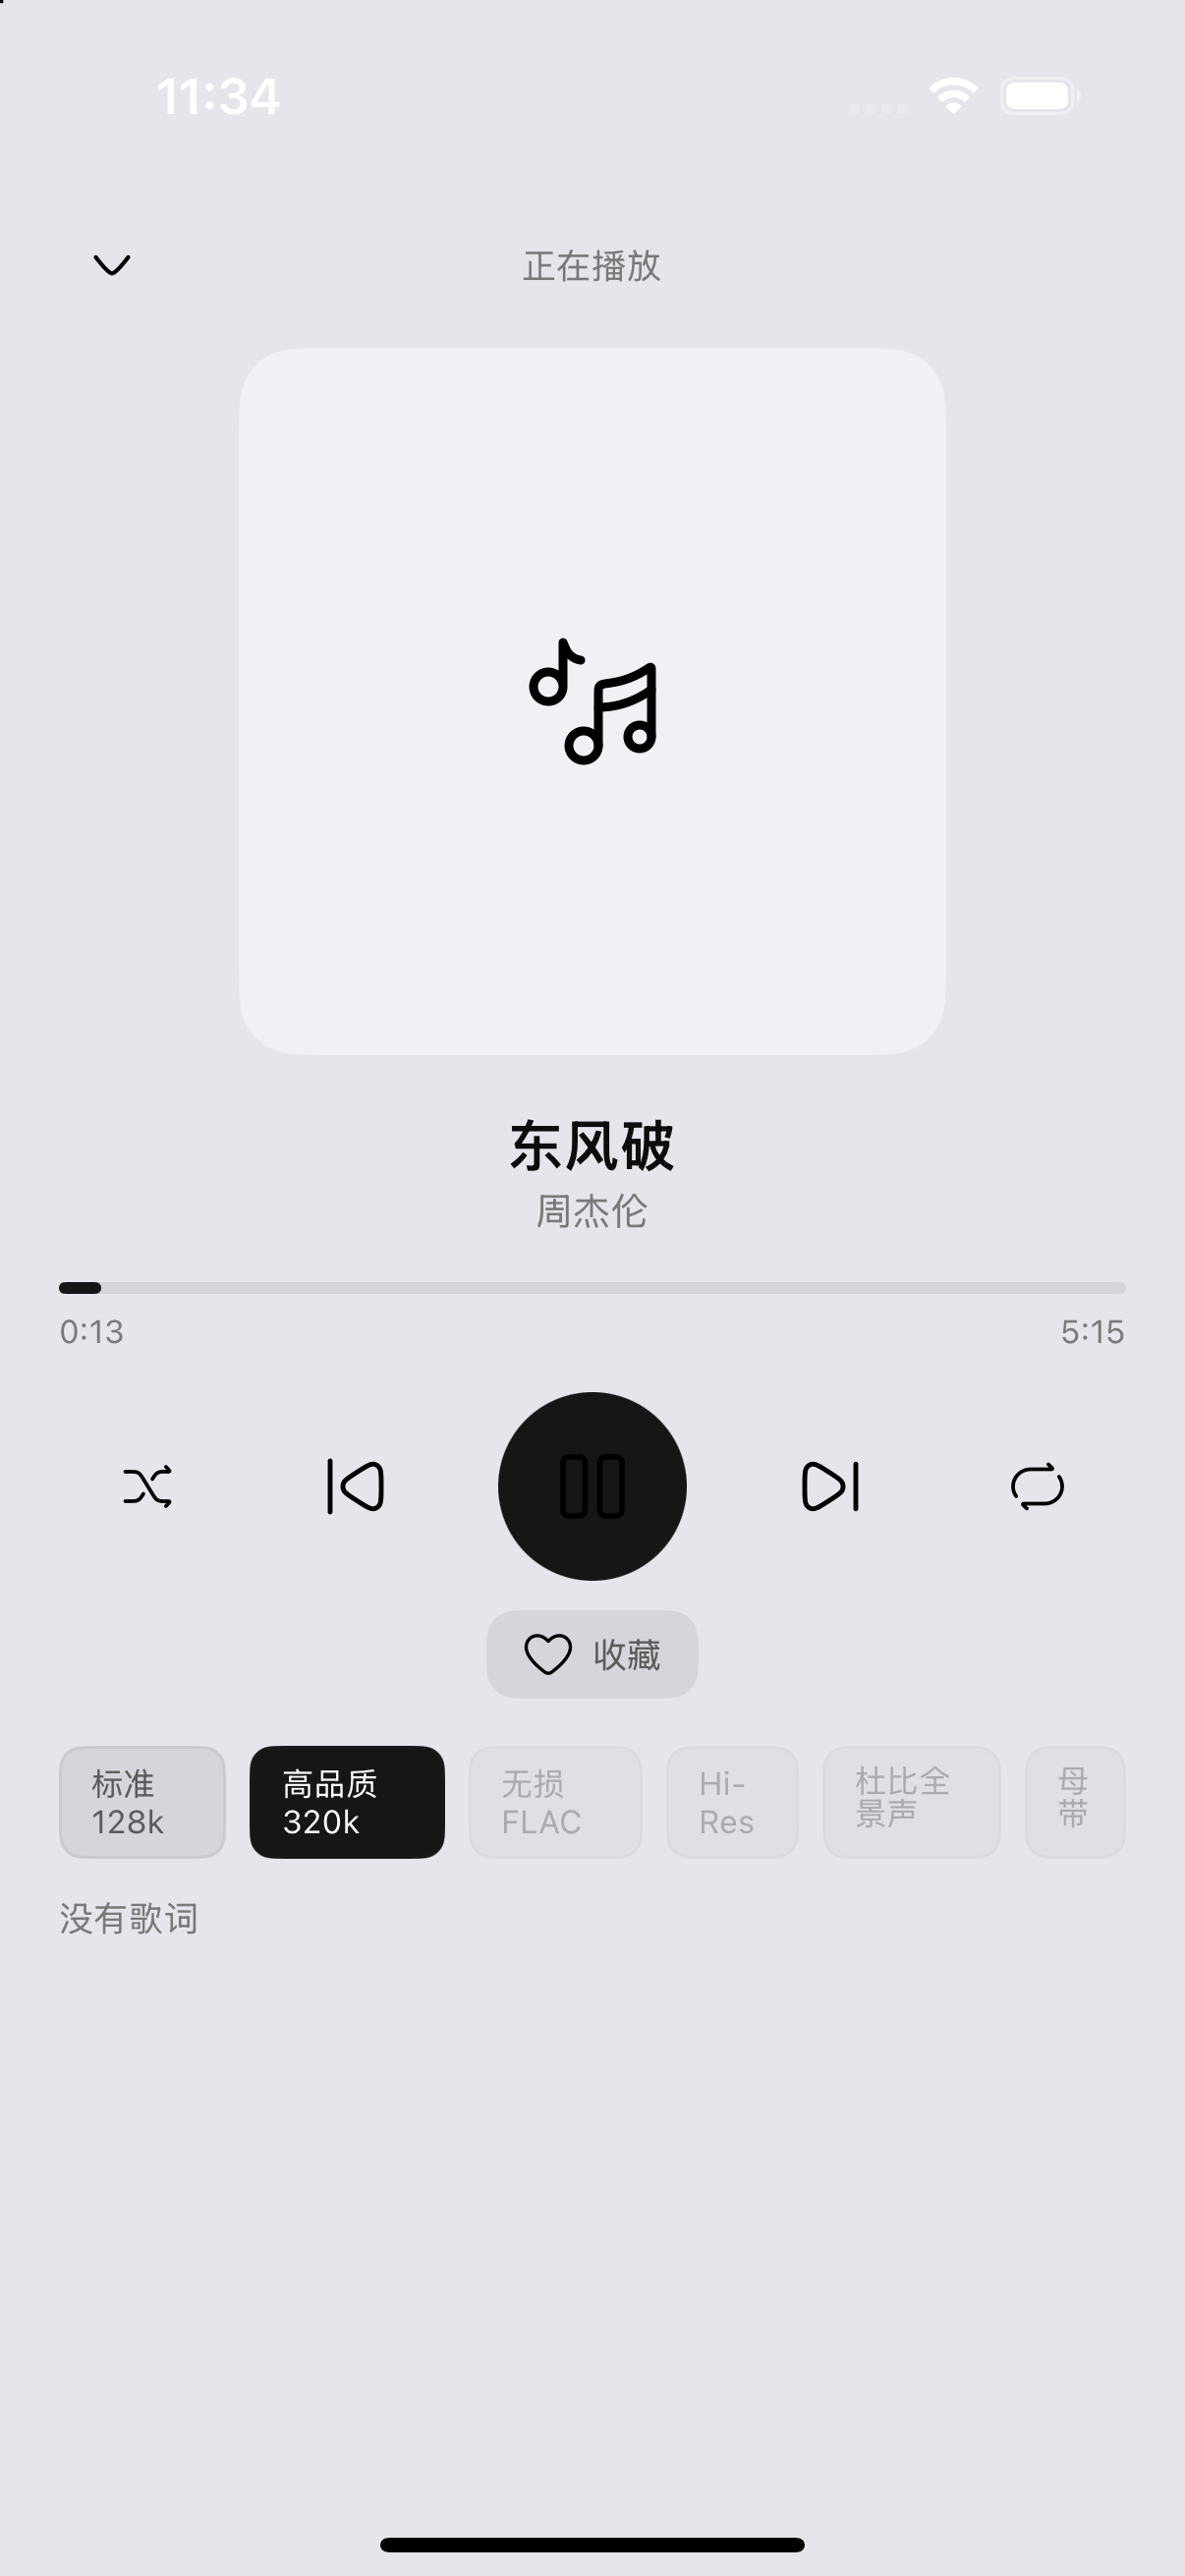 11:34
正在播放
东风破
周杰伦
0:13
5:15
收藏
标准
128k
高品质
320k
无损
FLAC
Hi-
Res
杜比全
景声
母
带
没有歌词